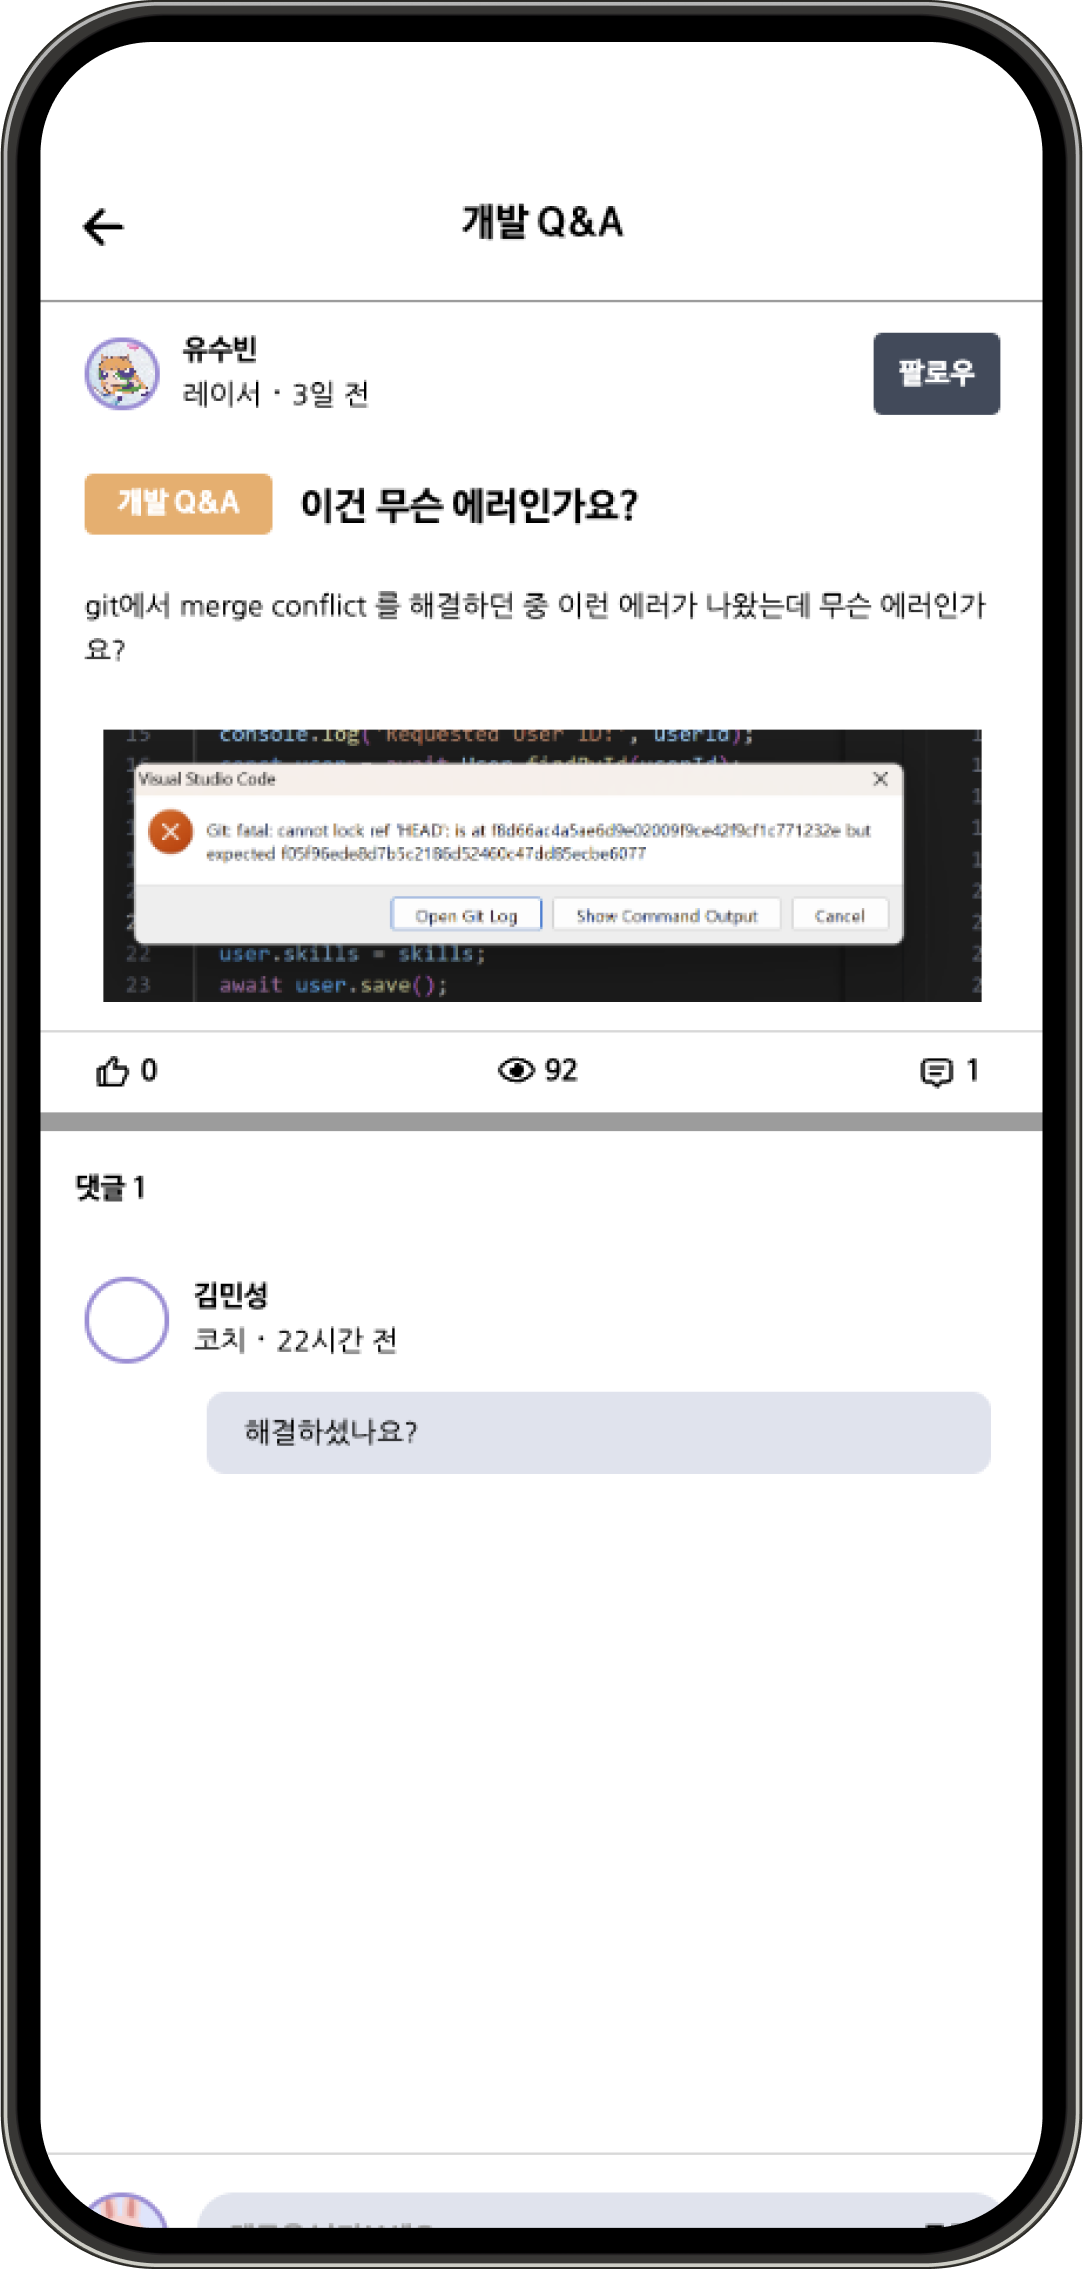 개발 Q&A
유수빈
레이서 · 3일 전
팔로우
개발 Q&A
이건 무슨 에러인가요?
git에서 merge conflict 를 해결하던 중 이런 에러가 나왔는데 무슨 에러인가
요?
15 console.log('Requested User ID:', userId);
Visual Studio Code
Git: fatal: cannot lock ref 'HEAD': is at f8d66ac4a5ae6d9e02009f9ce42f9cf1c771232e but
expected f05f96ede8d7b5c2186d52460c47dd85ecbe6077
Open Git Log
Show Command Output
Cancel
22 user.skills = skills;
23 await user.save();
0
92
1
댓글 1
김민성
코치 · 22시간 전
해결하셨나요?